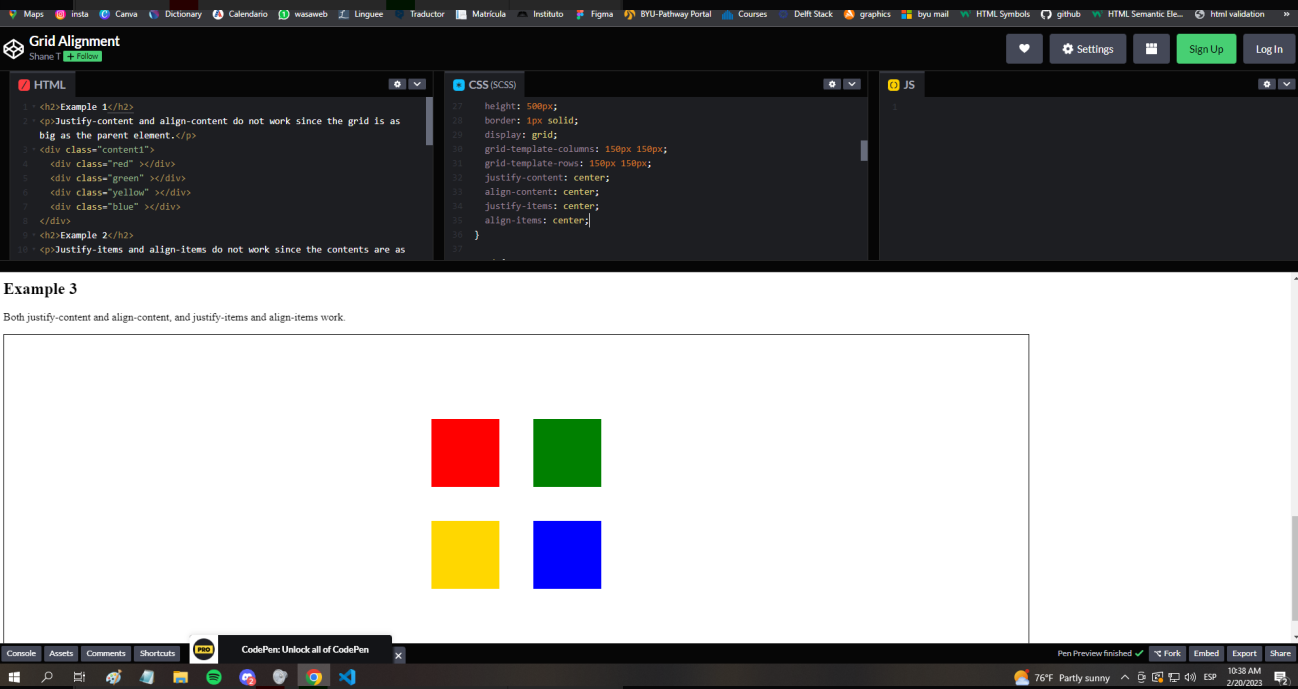 Maps insta Canva Dictionary Calendario wasaweb Linguee Traductor Matrícula Instituto Figma BYU-Pathway Portal Courses Delft Stack graphics byu mail HTML Symbols github HTML Semantic Ele... html validation »
Grid Alignment
Shane T + Follow
Settings Sign Up Log In
HTML
1 <h2>Example 1</h2>
2 <p>Justify-content and align-content do not work since the grid is as
big as the parent element.</p>
3 <div class="content1">
4 <div class="red" ></div>
5 <div class="green" ></div>
6 <div class="yellow" ></div>
7 <div class="blue" ></div>
8 </div>
9 <h2>Example 2</h2>
10 <p>Justify-items and align-items do not work since the contents are as
CSS (SCSS)
27 height: 500px;
28 border: 1px solid;
29 display: grid;
30 grid-template-columns: 150px 150px;
31 grid-template-rows: 150px 150px;
32 justify-content: center;
33 align-content: center;
34 justify-items: center;
35 align-items: center;
36 }
37
JS
1
Example 3
Both justify-content and align-content, and justify-items and align-items work.
Console Assets Comments Shortcuts PRO CodePen: Unlock all of CodePen Pen Preview finished Fork Embed Export Share
76°F Partly sunny ESP 10:38 AM
2/20/2023 2